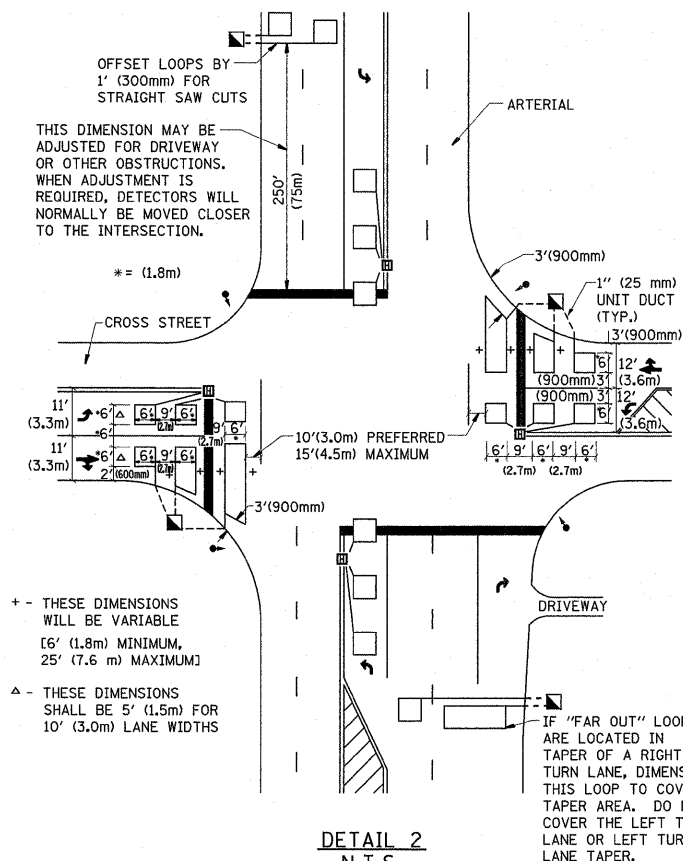 OFFSET LOOPS BY
1' (300mm) FOR
STRAIGHT SAW CUTS
ARTERIAL
THIS DIMENSION MAY BE
ADJUSTED FOR DRIVEWAY
OR OTHER OBSTRUCTIONS.
WHEN ADJUSTMENT IS
REQUIRED, DETECTORS WILL
NORMALLY BE MOVED CLOSER
TO THE INTERSECTION.
250'
(75m)
* = (1.8m)
3'(900mm)
1" (25 mm)
UNIT DUCT
(TYP.)
CROSS STREET
H
H
3'(900mm)
+ + +
*6' 12'
(900mm) 3' (3.6m)
(900mm) 3' 12'
*6' (3.6m)
H
6' 9' 6' 9' 6'
* * *
(2.7m) (2.7m)
11'
(3.3m)
*6' △ 6' 9' 6'
(2.7m)
*6'
9' 6'
(2.7m) *
11'
(3.3m)
*6' △ 6' 9' 6'
(2.7m)
2' (600mm)
+ + +
10'(3.0m) PREFERRED
15'(4.5m) MAXIMUM
3'(900mm)
H
DRIVEWAY
+ - THESE DIMENSIONS
WILL BE VARIABLE
[6' (1.8m) MINIMUM,
25' (7.6 m) MAXIMUM]
△ - THESE DIMENSIONS
SHALL BE 5' (1.5m) FOR
10' (3.0m) LANE WIDTHS
IF "FAR OUT"
ARE LOCATED IN
TAPER OF A RIGHT
TURN LANE,
THIS LOOP TO
TAPER AREA. DO
COVER THE LEFT
LANE OR LEFT
LANE TAPER.
DETAIL 2